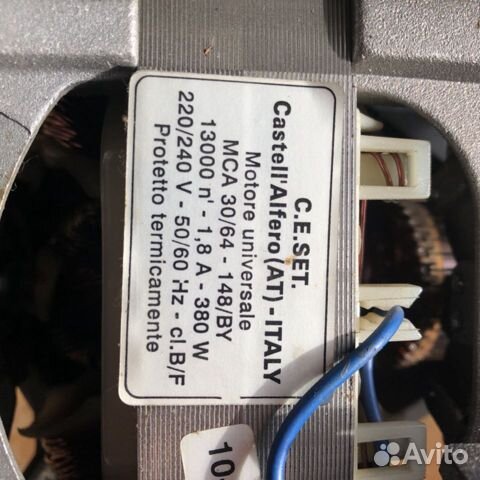 C.E.SET.
Castell'Alfero (AT) - ITALY
Motore universale
MCA 30/64 - 148/BY
13000 n' - 1,8 A - 380 W
220/240 V - 50/60 Hz - cl.B/F
Protetto termicamente
10
Avito